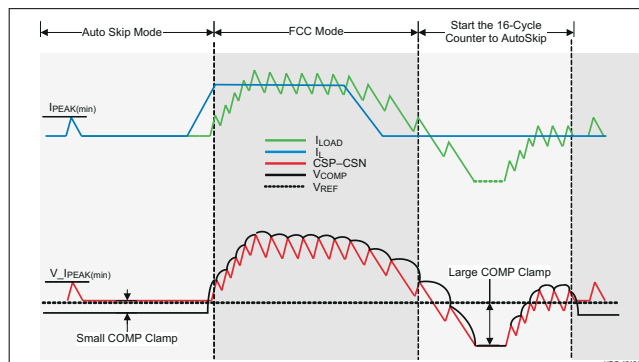 Auto Skip Mode
FCC Mode
Start the 16-Cycle
Counter to AutoSkip
IPEAK(min)
ILOAD
IL
CSP–CSN
VCOMP
VREF
V_IPEAK(min)
Large COMP Clamp
Small COMP Clamp